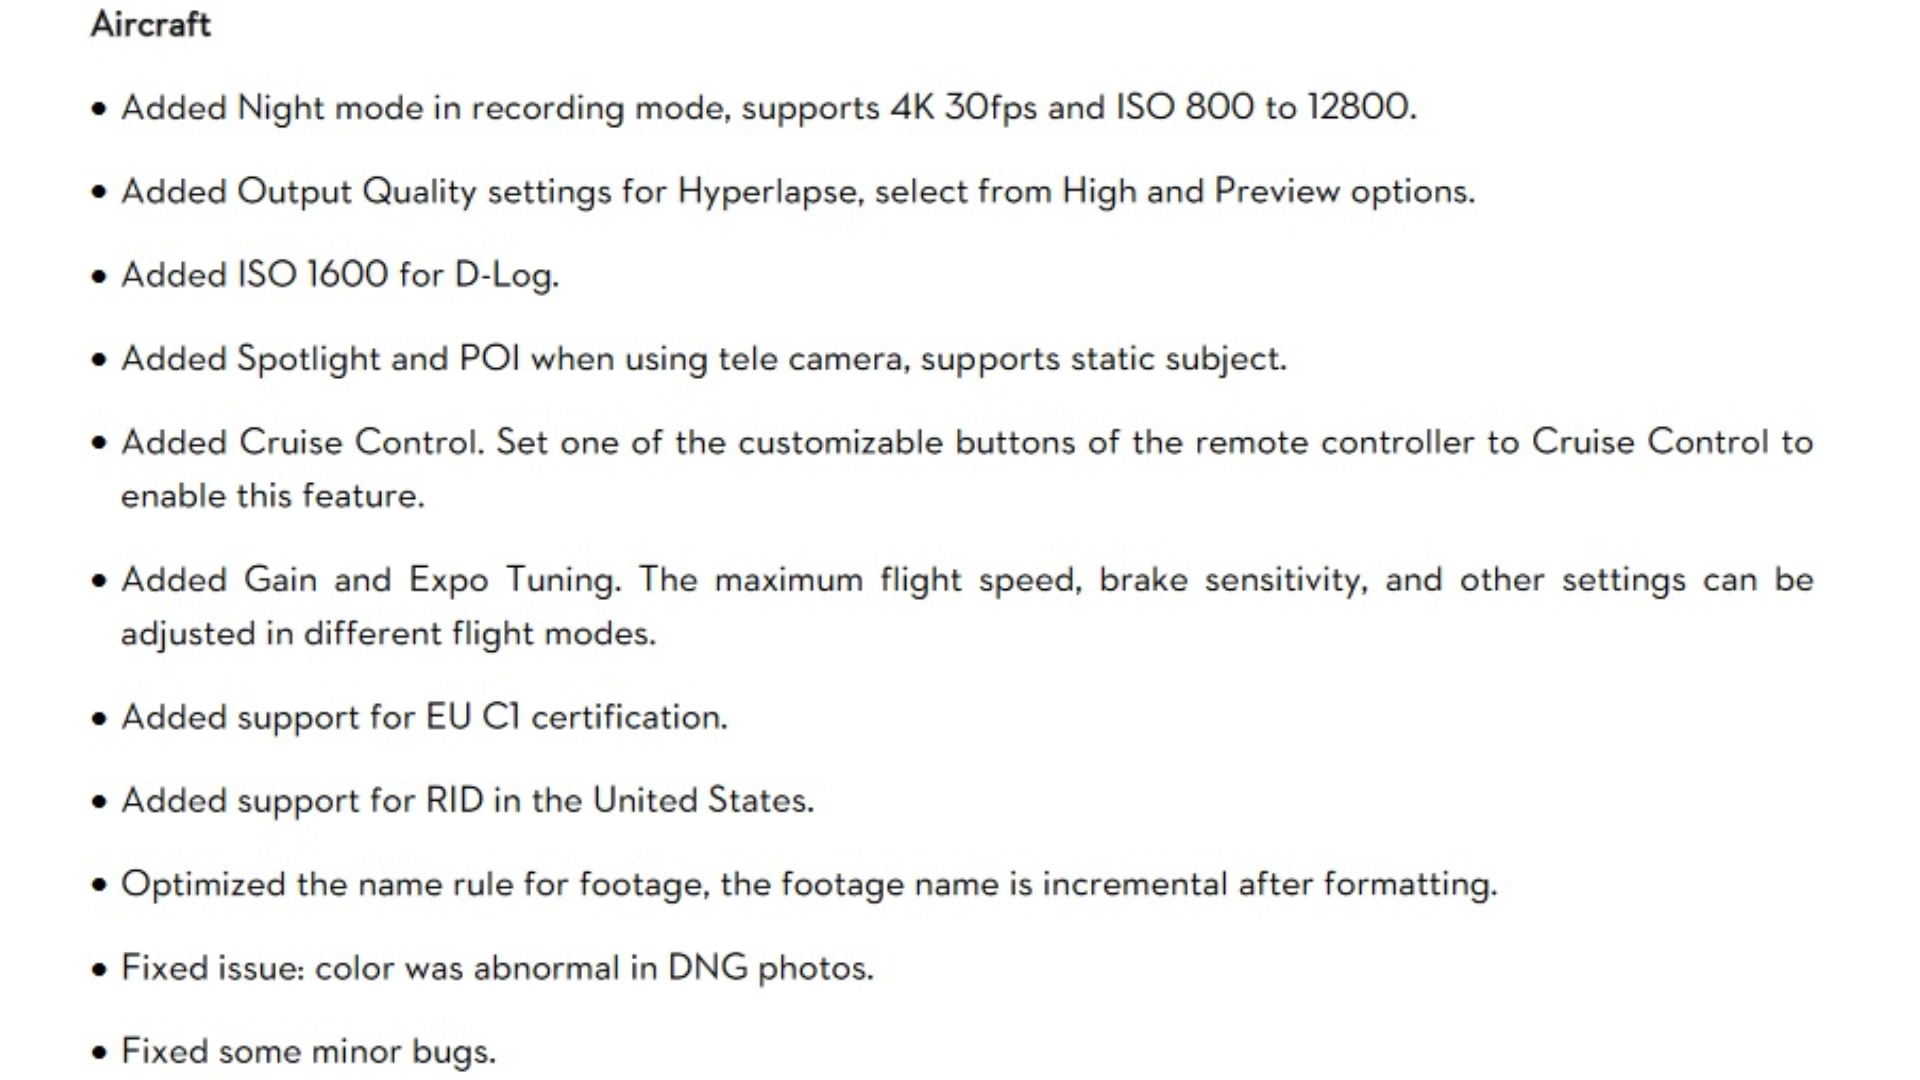 Aircraft
• Added Night mode in recording mode, supports 4K 30fps and ISO 800 to 12800.
• Added Output Quality settings for Hyperlapse, select from High and Preview options.
• Added ISO 1600 for D-Log.
• Added Spotlight and POI when using tele camera, supports static subject.
• Added Cruise Control. Set one of the customizable buttons of the remote controller to Cruise Control to
enable this feature.
• Added Gain and Expo Tuning. The maximum flight speed, brake sensitivity, and other settings can be
adjusted in different flight modes.
• Added support for EU C1 certification.
• Added support for RID in the United States.
• Optimized the name rule for footage, the footage name is incremental after formatting.
• Fixed issue: color was abnormal in DNG photos.
• Fixed some minor bugs.